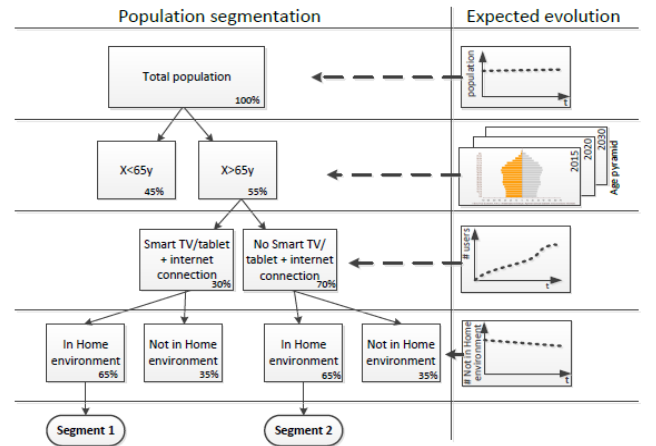 Population segmentation
Expected evolution
Total population
100%
population
t
X<65y
45%
X>65y
55%
2015
2020
2030
Age pyramid
Smart TV/tablet
+ internet
connection
30%
No Smart TV/
tablet + internet
connection
70%
# users
t
In Home
environment
65%
Not in Home
environment
35%
In Home
environment
65%
Not in Home
environment
35%
# Not in Home
environment
t
Segment 1
Segment 2